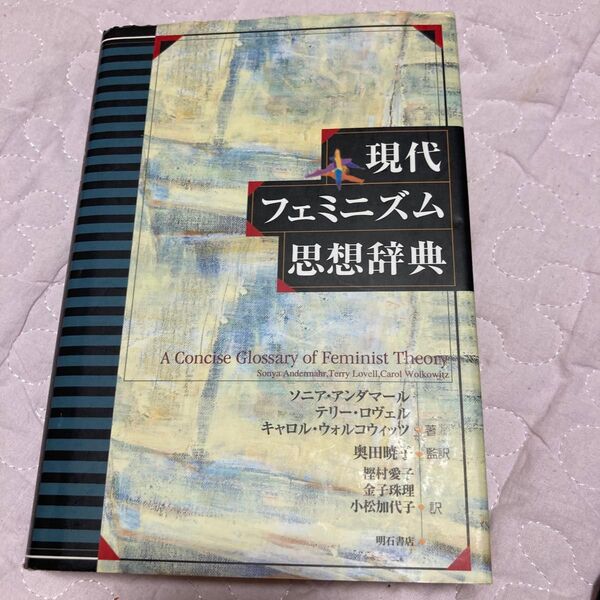 現代
フェミニズム
思想辞典
A Concise Glossary of Feminist Theory
Sonya Andermahr, Terry Lovell, Carol Wolkowitz
ソニア・アンダマール
テリー・ロヴェル
キャロル・ウォルコウィッツ 著
奥田暁子 監訳
樫村愛子
金子珠理
小松加代子 訳
明石書店